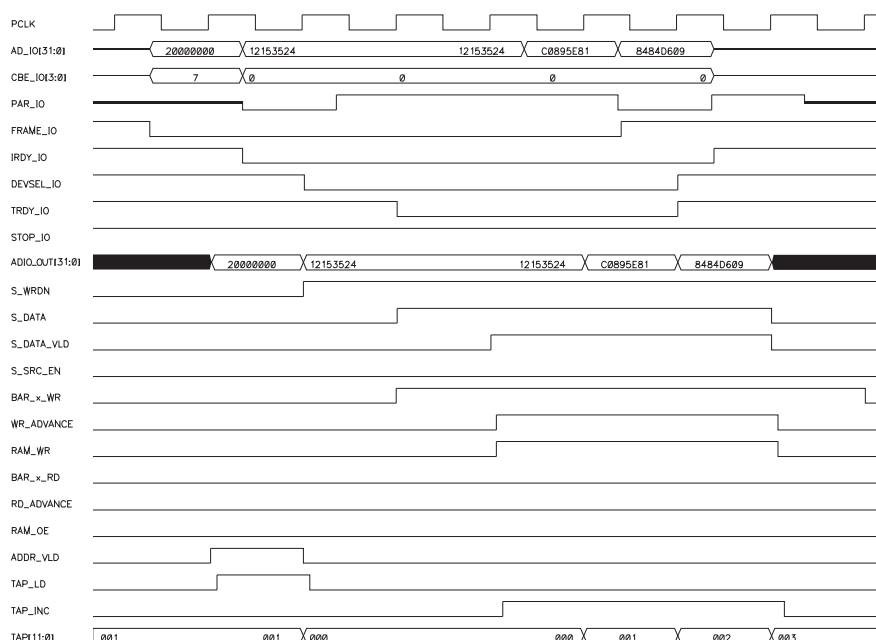 PCLK
AD_IO[31:0] 20000000 12153524 12153524 C0895E81 8484D609
CBE_IO[3:0] 7 0 0 0 0
PAR_IO
FRAME_IO
IRDY_IO
DEVSEL_IO
TRDY_IO
STOP_IO
ADIO_OUT[31:0] 20000000 12153524 12153524 C0895E81 8484D609
S_WRDN
S_DATA
S_DATA_VLD
S_SRC_EN
BAR_x_WR
WR_ADVANCE
RAM_WR
BAR_x_RD
RD_ADVANCE
RAM_OE
ADDR_VLD
TAP_LD
TAP_INC
TAP[11:0] 001 001 000 000 001 002 003